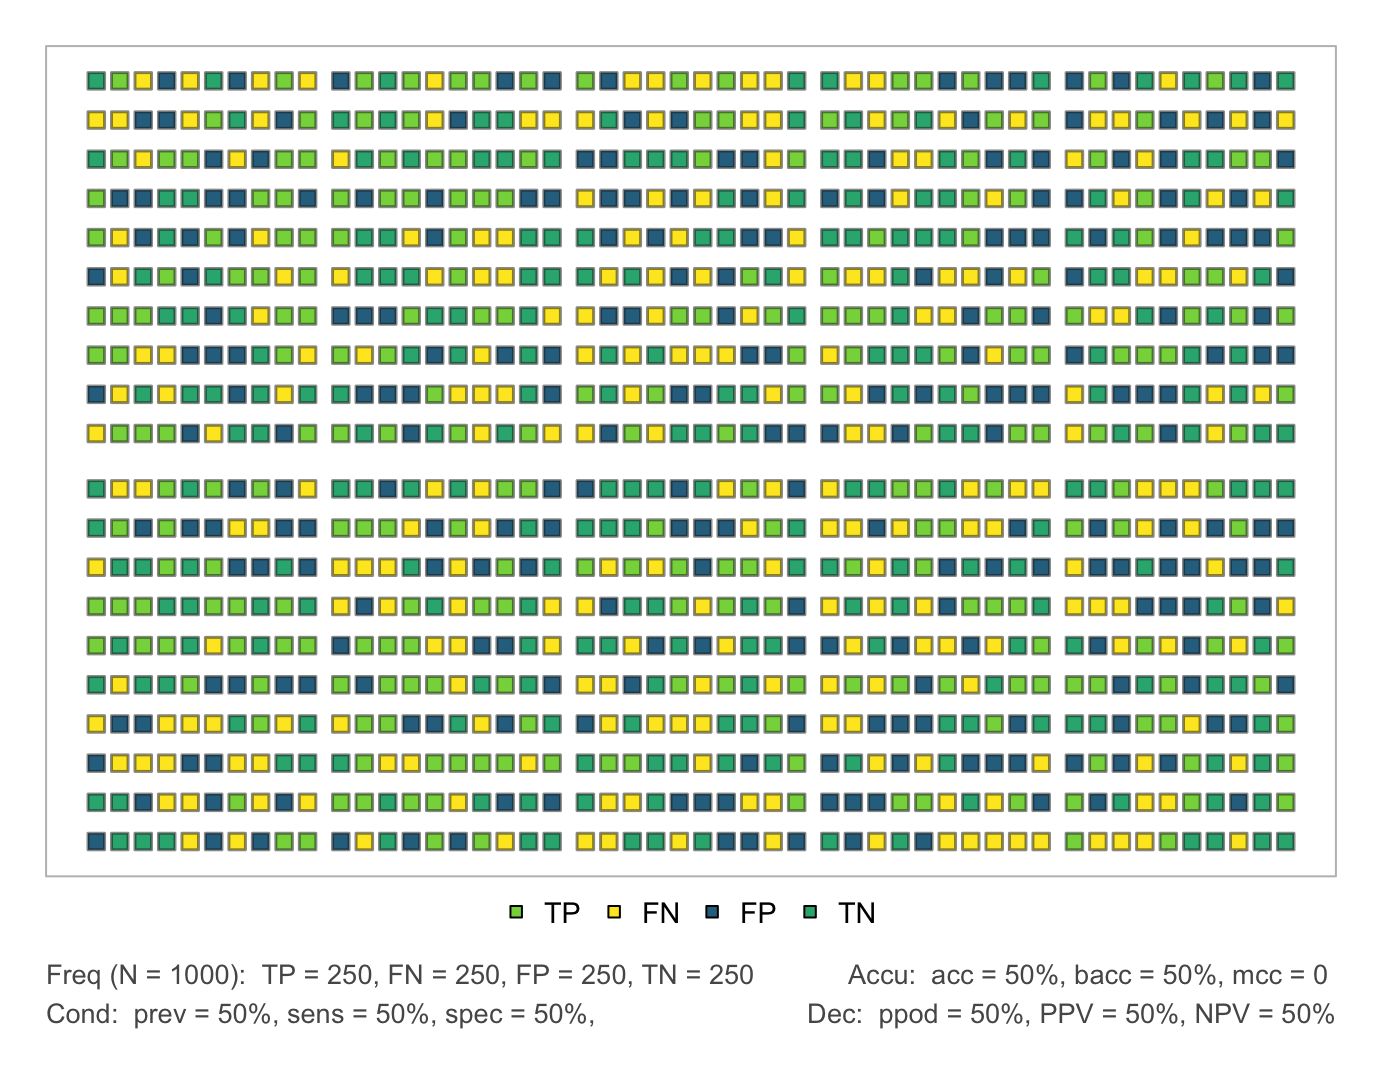 TP FN FP TN
Freq (N = 1000): TP = 250, FN = 250, FP = 250, TN = 250 Accu: acc = 50%, bacc = 50%, mcc = 0
Cond: prev = 50%, sens = 50%, spec = 50%, Dec: ppod = 50%, PPV = 50%, NPV = 50%